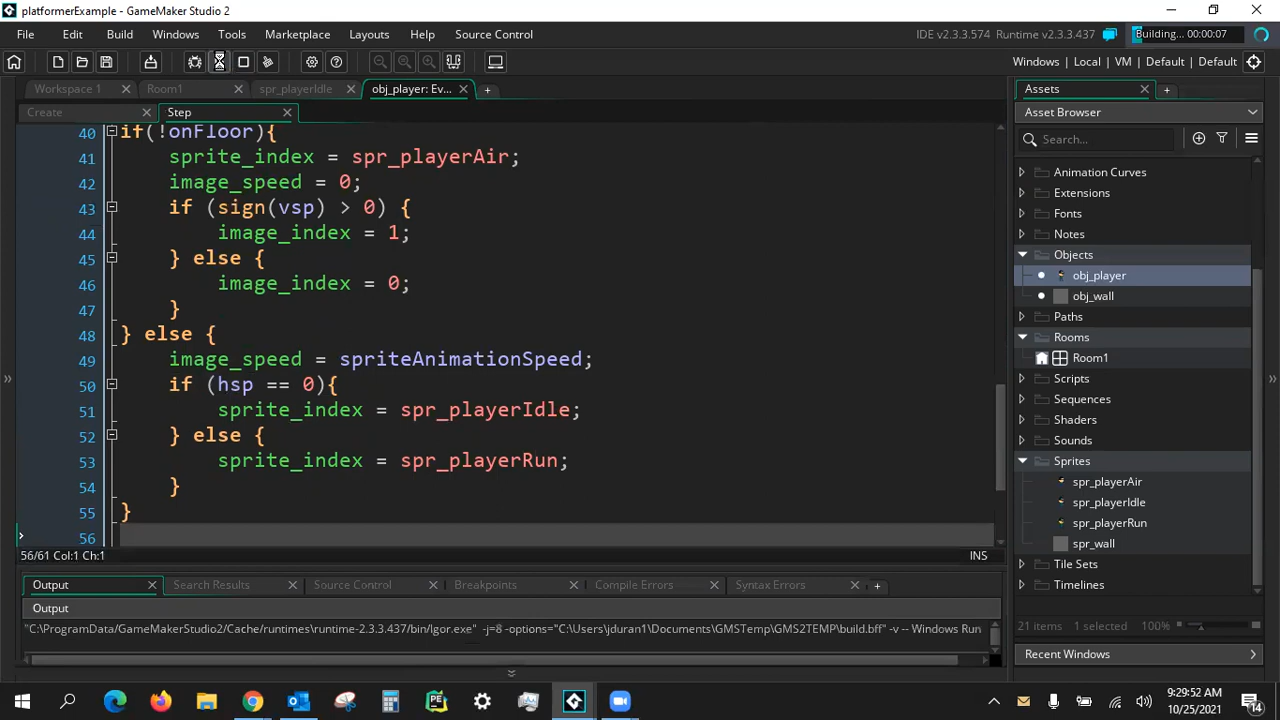 platformerExample - GameMaker Studio 2
File Edit Build Windows Tools Marketplace Layouts Help Source Control
IDE v2.3.3.574 Runtime v2.3.3.437 Building... 00:00:07
Windows | Local | VM | Default | Default
Workspace 1 Room1 spr_playerIdle obj_player: Eve...
Create Step
40 if(!onFloor){
41 sprite_index = spr_playerAir;
42 image_speed = 0;
43 if (sign(vsp) > 0) {
44 image_index = 1;
45 } else {
46 image_index = 0;
47 }
48 } else {
49 image_speed = spriteAnimationSpeed;
50 if (hsp == 0){
51 sprite_index = spr_playerIdle;
52 } else {
53 sprite_index = spr_playerRun;
54 }
55 }
56
56/61 Col:1 Ch:1 INS
Output Search Results Source Control Breakpoints Compile Errors Syntax Errors
Output
"C:\ProgramData/GameMakerStudio2/Cache/runtimes\runtime-2.3.3.437/bin/Igor.exe" -j=8 -options="C:\Users\jduran1\Documents\GMSTemp\GMS2TEMP\build.bff" -v -- Windows Run
Assets
Asset Browser
Search...
Animation Curves
Extensions
Fonts
Notes
Objects
obj_player
obj_wall
Paths
Rooms
Room1
Scripts
Sequences
Shaders
Sounds
Sprites
spr_playerAir
spr_playerIdle
spr_playerRun
spr_wall
Tile Sets
Timelines
21 items 1 selected 100%
Recent Windows
9:29:52 AM
10/25/2021
14